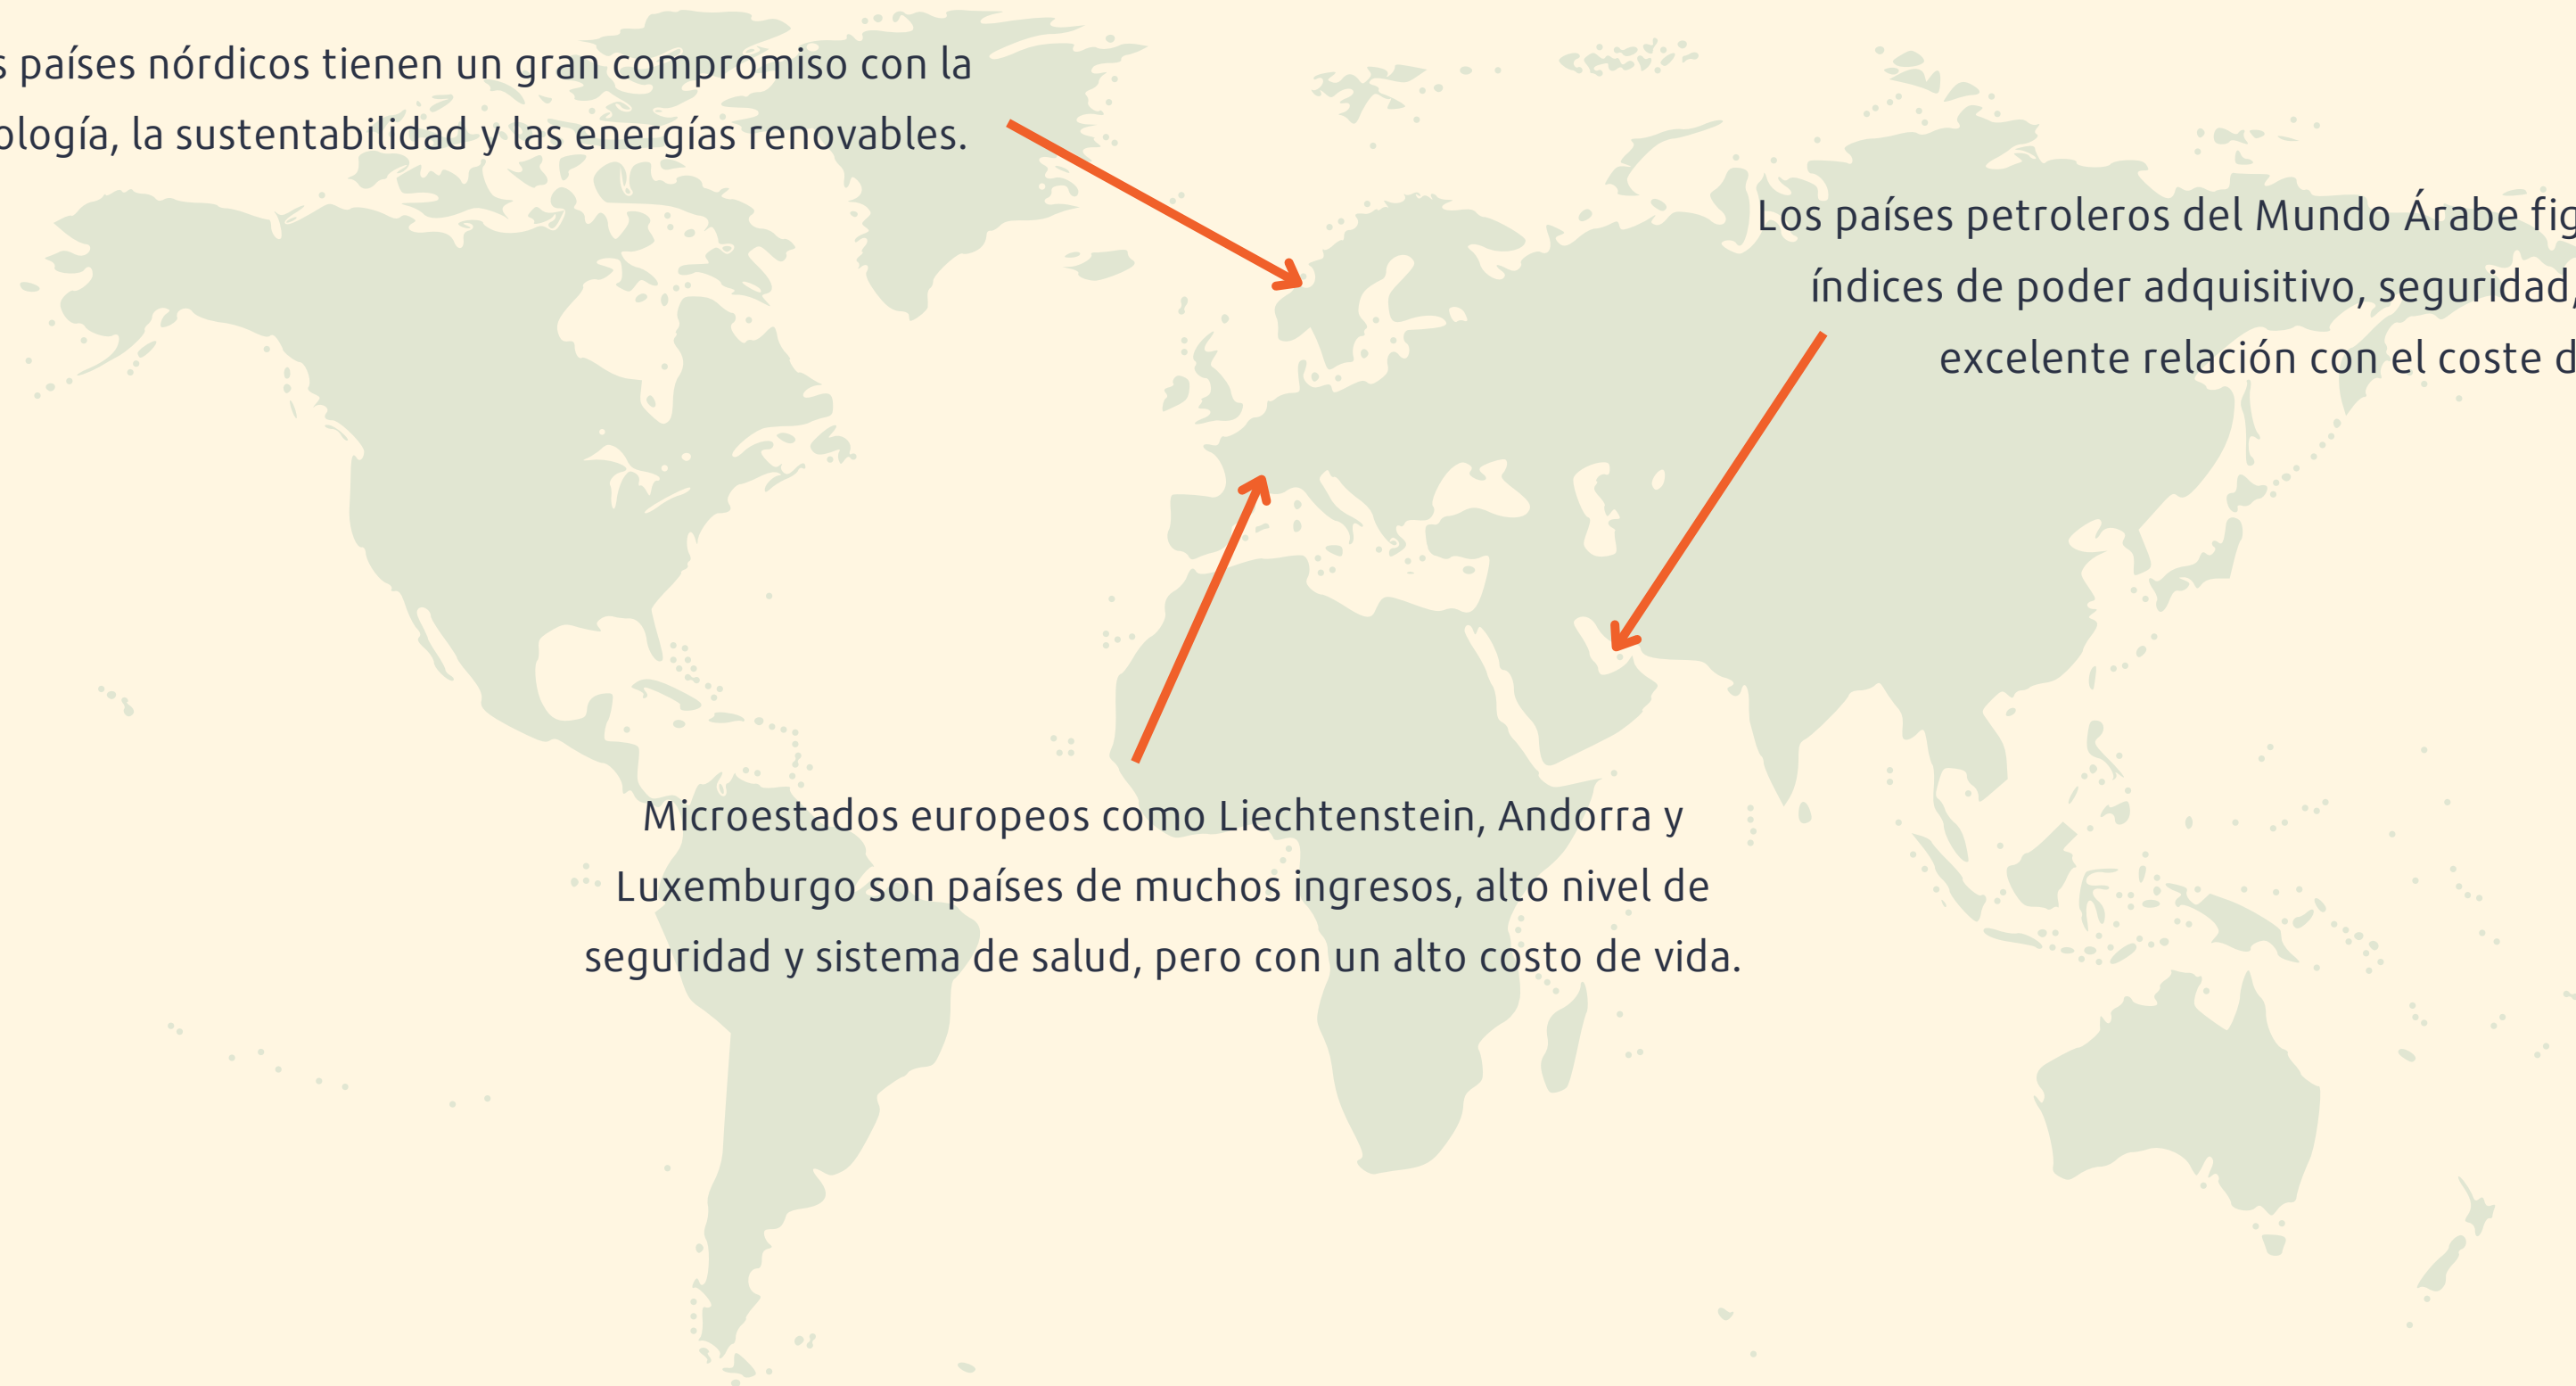 países nórdicos tienen un gran compromiso con la
la sustentabilidad y las energías renovables.
Los países petroleros del Mundo Árabe
índices de poder adquisitivo, seguridad,
excelente relación con el coste
Microestados europeos como Liechtenstein, Andorra y
Luxemburgo son países de muchos ingresos, alto nivel de
seguridad y sistema de salud, pero con un alto costo de vida.